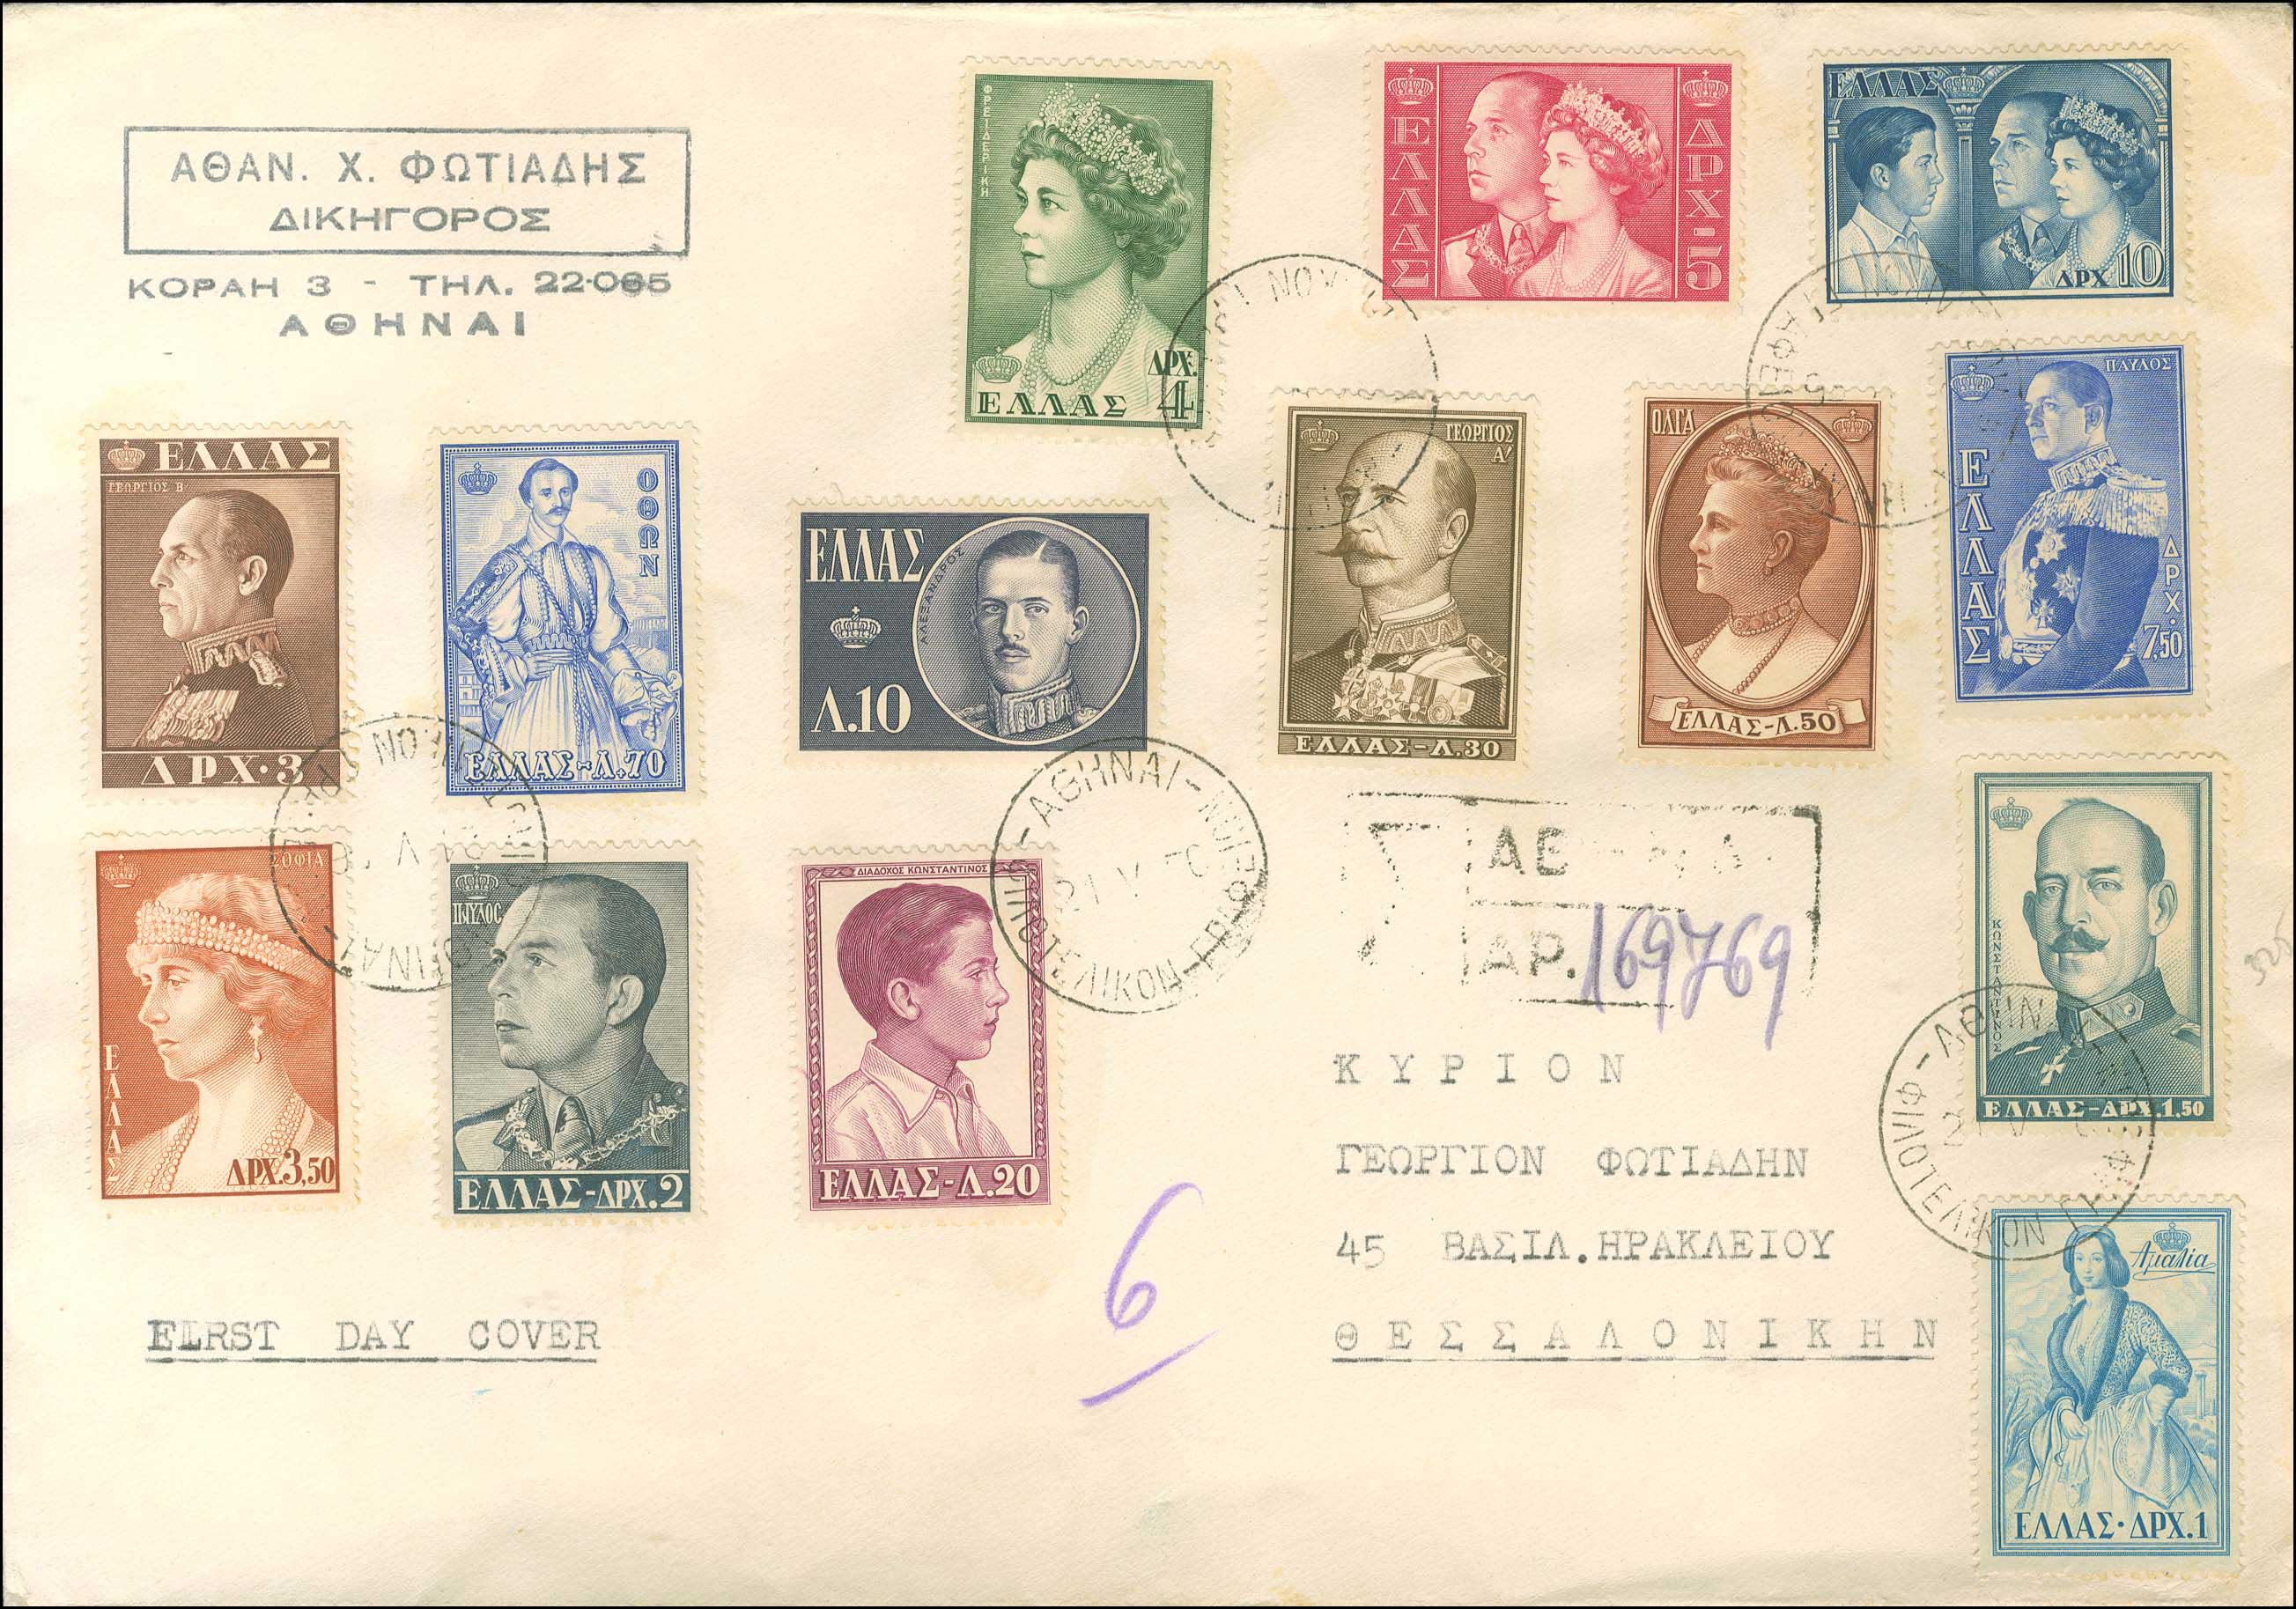 ΑΘΑΝ. Χ. ΦΩΤΙΑΔΗΣ
ΔΙΚΗΓΟΡΟΣ
ΚΟΡΑΗ 3 - ΤΗΛ. 22-065
ΑΘΗΝΑΙ
ΦΡΕΙΔΕΡΙΚΗ
ΔΡΧ.
ΕΛΛΑΣ 4
ΕΛΛΑΣ
ΔΡΧ-5
ΕΛΛΑΣ
ΔΡΧ 10
ΕΛΛΑΣ
ΓΕΩΡΓΙΟΣ Β'
ΔΡΧ·3
ΟΘΩΝ
ΕΛΛΑΣ-Λ.70
ΕΛΛΑΣ
ΑΛΕΞΑΝΔΡΟΣ
Λ.10
ΓΕΩΡΓΙΟΣ
Α'
ΕΛΛΑΣ-Λ.30
ΟΛΓΑ
ΕΛΛΑΣ-Λ.50
ΠΑΥΛΟΣ
ΕΛΛΑΣ
ΔΡΧ.
7,50
ΣΟΦΙΑ
ΕΛΛΑΣ
ΔΡΧ.3,50
ΠΑΥΛΟΣ
ΕΛΛΑΣ-ΔΡΧ.2
ΔΙΑΔΟΧΟΣ ΚΩΝΣΤΑΝΤΙΝΟΣ
ΕΛΛΑΣ-Λ.20
-ΑΘΗΝΑΙ-
21 V
ΦΙΛΟΤΕΛΙΚΟΝ
ΑΡ. 169769
ΚΩΝΣΤΑΝΤΙΝΟΣ
ΕΛΛΑΣ-ΔΡΧ.1,50
325
ΦΙΛΟΤΕΛΙΚΟΝ
ΚΥΡΙΟΝ
ΓΕΩΡΓΙΟΝ ΦΩΤΙΑΔΗΝ
45 ΒΑΣΙΛ.ΗΡΑΚΛΕΙΟΥ
ΘΕΣΣΑΛΟΝΙΚΗΝ
6
FIRST DAY COVER
Αμαλία
ΕΛΛΑΣ·ΔΡΧ.1